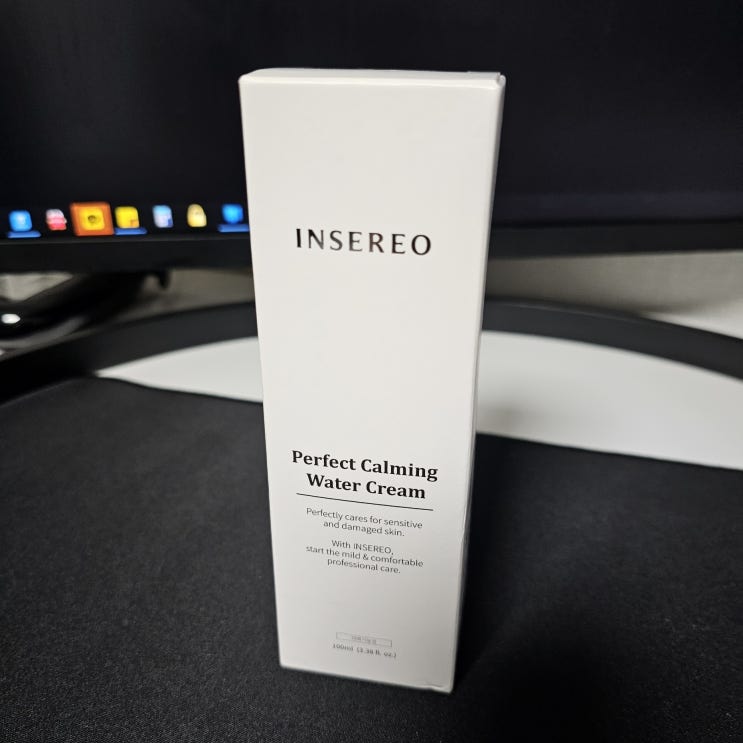 INSEREO
Perfect Calming
Water Cream
Perfectly cares for sensitive
and damaged skin.
With INSEREO,
start the mild & comfortable
professional care.
100ml (3.38 fl. oz.)